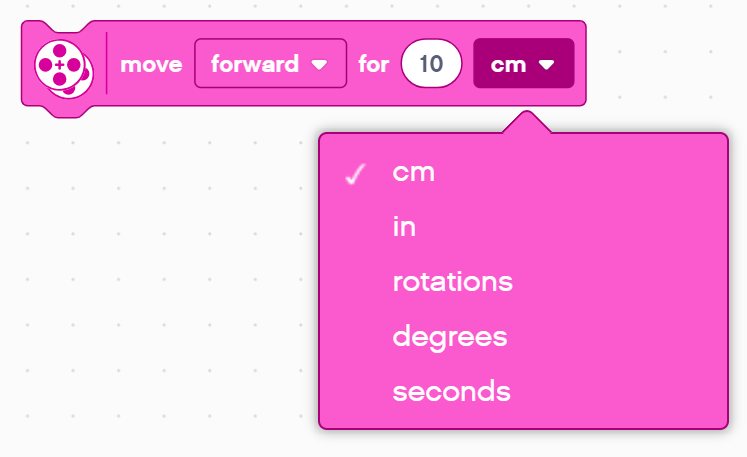 move forward for 10 cm
cm
in
rotations
degrees
seconds